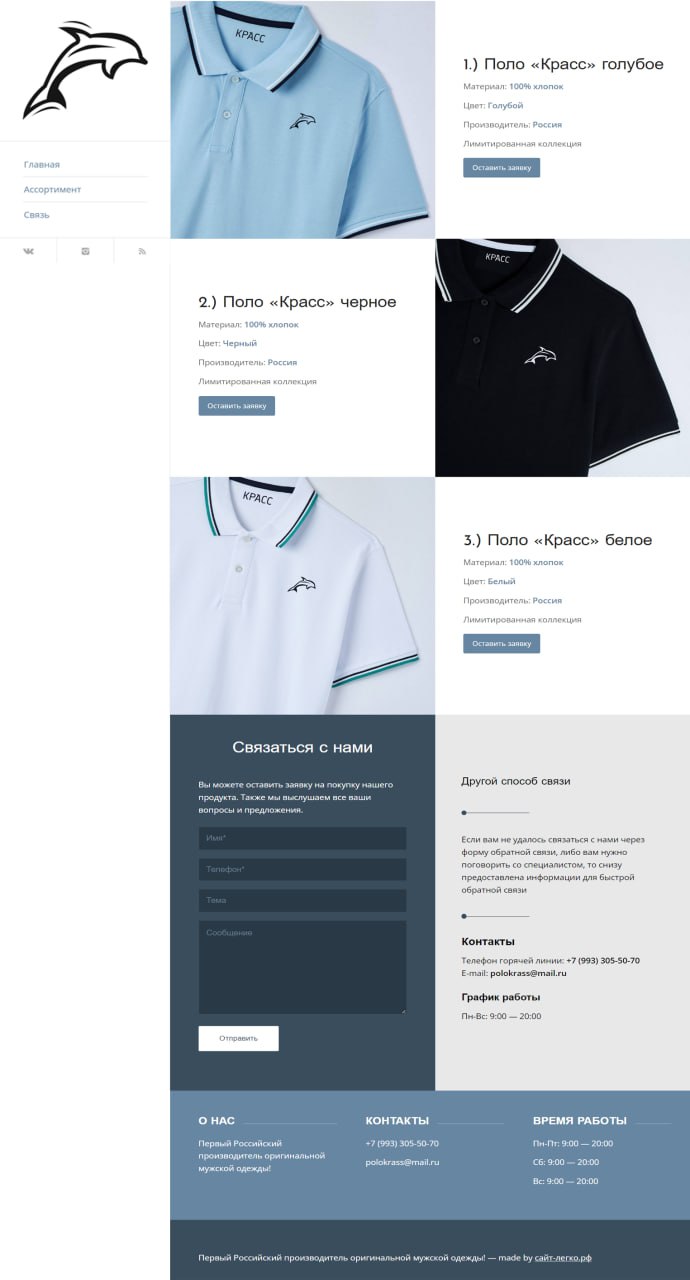 Главная
Ассортимент
Связь
КРАСС
1.) Поло «Красс» голубое
Материал: 100% хлопок
Цвет: Голубой
Производитель: Россия
Лимитированная коллекция
Оставить заявку
2.) Поло «Красс» черное
Материал: 100% хлопок
Цвет: Черный
Производитель: Россия
Лимитированная коллекция
Оставить заявку
КРАСС
КРАСС
3.) Поло «Красс» белое
Материал: 100% хлопок
Цвет: Белый
Производитель: Россия
Лимитированная коллекция
Оставить заявку
Связаться с нами
Вы можете оставить заявку на покупку нашего
продукта. Также мы выслушаем все ваши
вопросы и предложения.
Имя*
Телефон*
Тема
Сообщение
Отправить
Другой способ связи
Если вам не удалось связаться с нами через
форму обратной связи, либо вам нужно
поговорить со специалистом, то снизу
предоставлена информации для быстрой
обратной связи
Контакты
Телефон горячей линии: +7 (993) 305-50-70
E-mail: polokrass@mail.ru
График работы
Пн-Вс: 9:00 — 20:00
О НАС
Первый Российский
производитель оригинальной
мужской одежды!
КОНТАКТЫ
+7 (993) 305-50-70
polokrass@mail.ru
ВРЕМЯ РАБОТЫ
Пн-Пт: 9:00 — 20:00
Сб: 9:00 — 20:00
Вс: 9:00 — 20:00
Первый Российский производитель оригинальной мужской одежды! — made by сайт-легко.рф